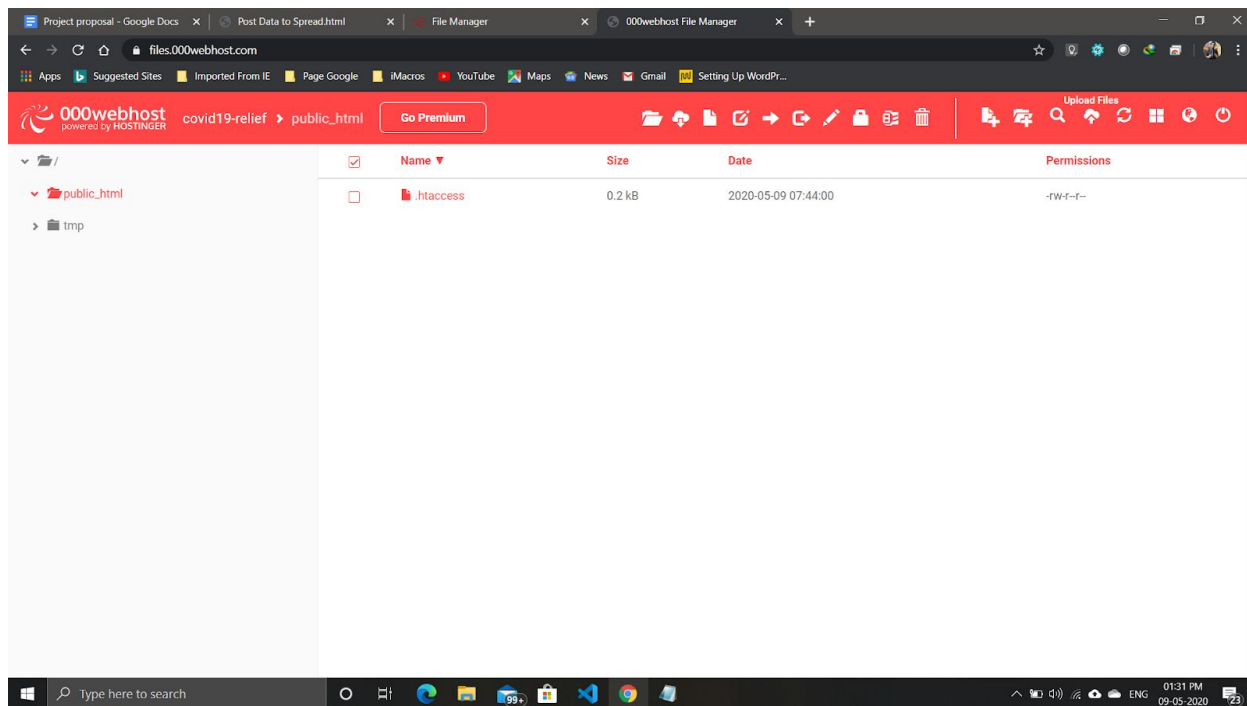 Project proposal - Google Docs
Post Data to Spread.html
File Manager
000webhost File Manager
files.000webhost.com
Apps Suggested Sites Imported From IE Page Google iMacros YouTube Maps News Gmail Setting Up WordPr...
000webhost
powered by HOSTINGER
covid19-relief > public_html
Go Premium
Upload Files
/
public_html
tmp
Name ▼ Size Date Permissions
.htaccess 0.2 kB 2020-05-09 07:44:00 -rw-r--r--
Type here to search
99+
ENG
01:31 PM
09-05-2020
23